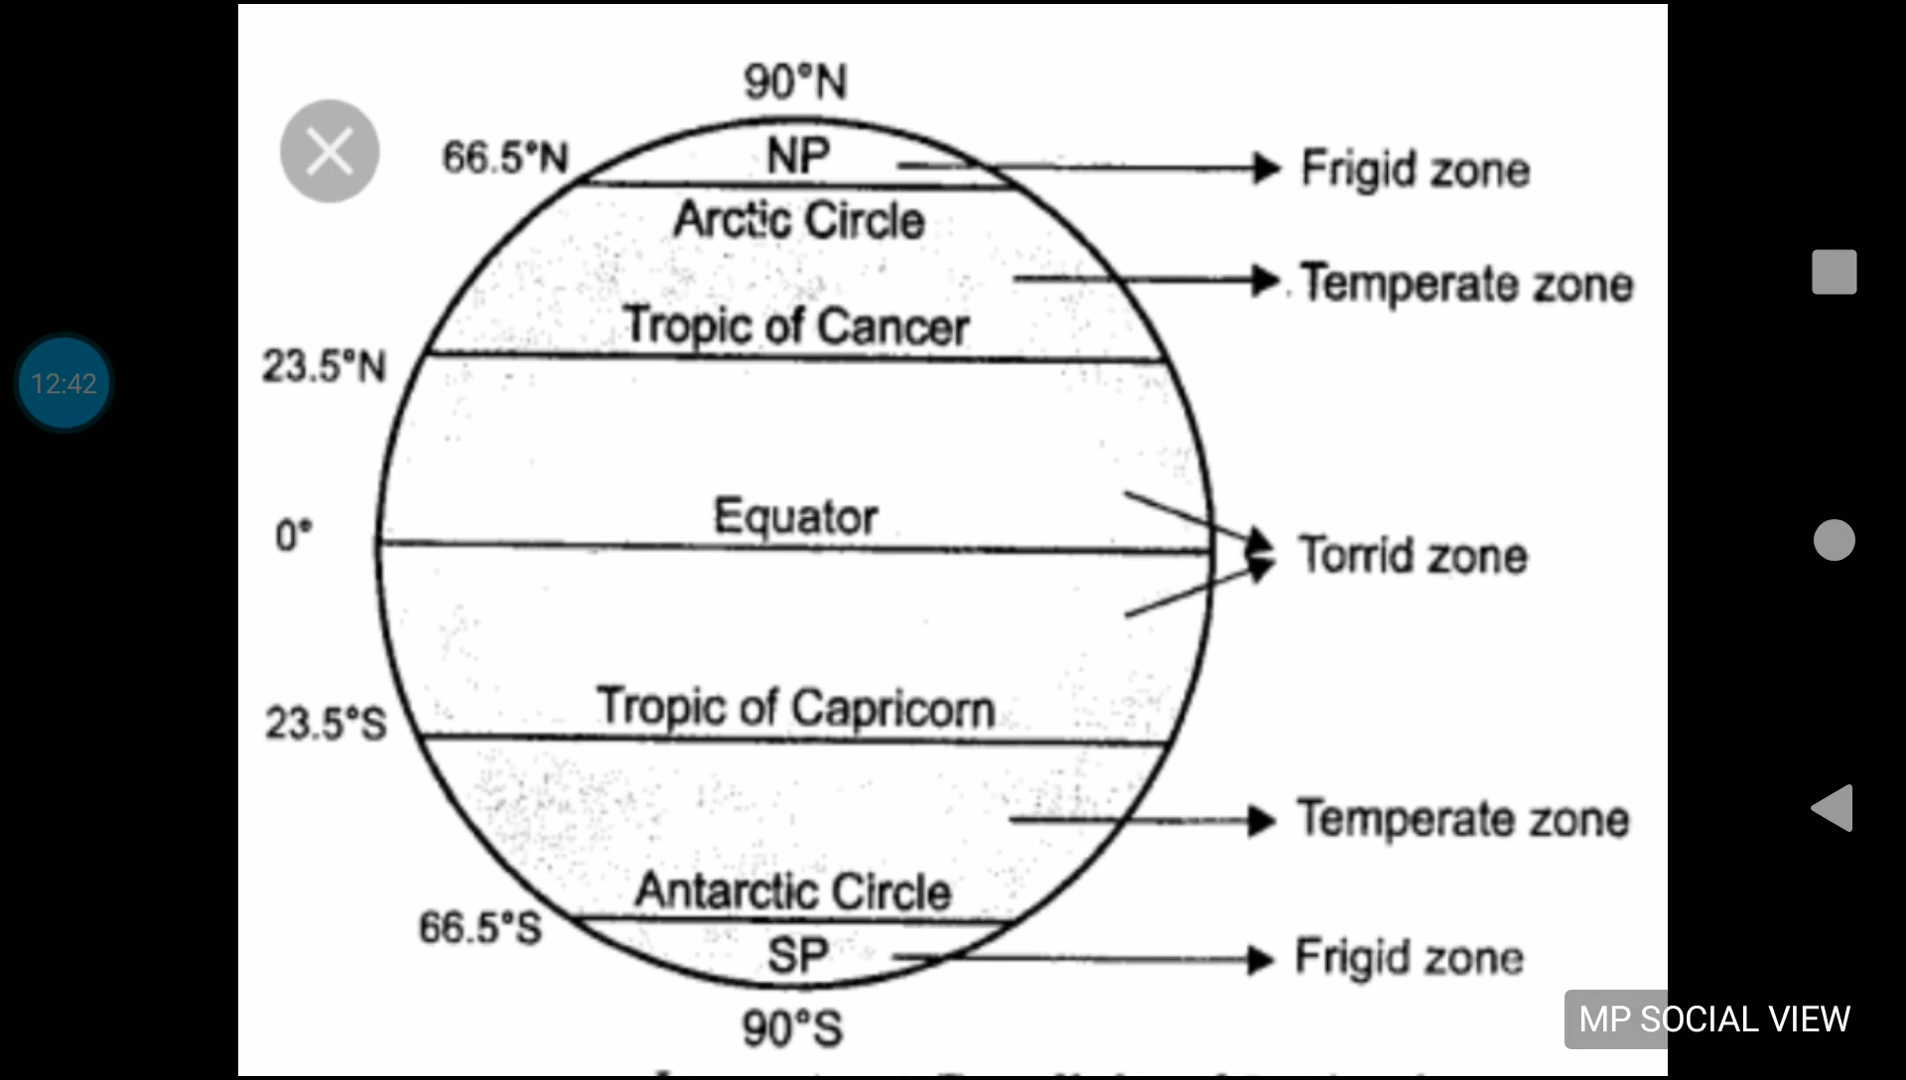 90°N
66.5°N
NP
Frigid zone
Arctic Circle
Temperate zone
Tropic of Cancer
23.5°N
12:42
Equator
0°
Torrid zone
Tropic of Capricorn
23.5°S
Temperate zone
Antarctic Circle
66.5°S
SP
Frigid zone
90°S
MP SOCIAL VIEW